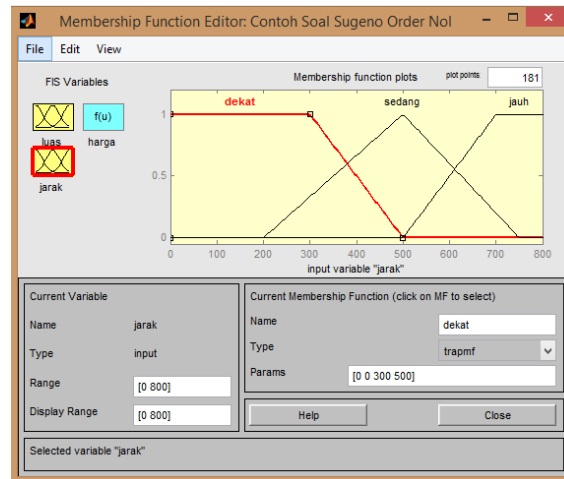 Membership Function Editor: Contoh Soal Sugeno Order Nol
File Edit View
FIS Variables
Membership function plots
plot points:
181
f(u)
luas
harga
jarak
dekat
sedang
jauh
1
0.5
0
0 100 200 300 400 500 600 700 800
input variable "jarak"
Current Variable
Name jarak
Type input
Range [0 800]
Display Range [0 800]
Current Membership Function (click on MF to select)
Name dekat
Type trapmf
Params [0 0 300 500]
Help Close
Selected variable "jarak"